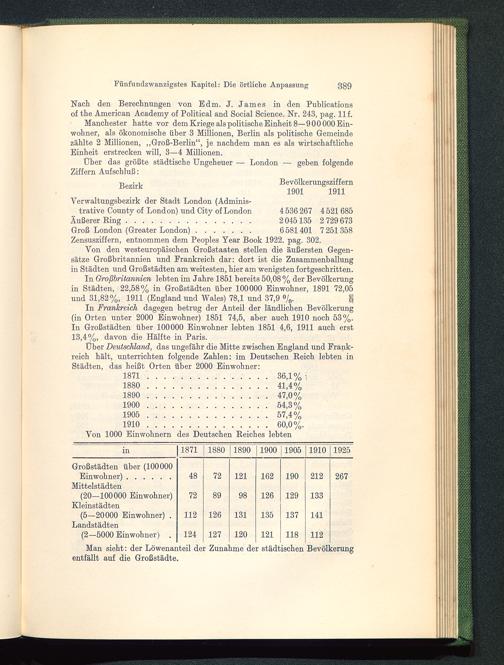 Fünfundzwanzigstes Kapitel: Die örtliche Anpassung 389
Nach den Berechnungen von Edm. J. James in den Publications
of the American Academy of Political and Social Science. Nr. 243, pag. 11f.
Manchester hatte vor dem Kriege als politische Einheit 8—900000 Ein-
wohner, als ökonomische über 3 Millionen, Berlin als politische Gemeinde
zählte 2 Millionen, „Groß-Berlin“, je nachdem man es als wirtschaftliche
Einheit erstrecken will, 3—4 Millionen.
Über das größte städtische Ungeheuer — London — geben folgende
Ziffern Aufschluß:
Bezirk Bevölkerungsziffern
1901 1911
Verwaltungsbezirk der Stadt London (Adminis-
trative County of London) und City of London 4 536 267 4 521 685
Äußerer Ring . . . . . . . . . . . . . . . 2 045 135 2 729 673
Groß London (Greater London) . . . . . . . 6 581 401 7 251 358
Zensusziffern, entnommen dem Peoples Year Book 1922. pag. 302.
Von den westeuropäischen Großstaaten stellen die äußersten Gegen-
sätze Großbritannien und Frankreich dar: dort ist die Zusammenballung
in Städten und Großstädten am weitesten, hier am wenigsten fortgeschritten.
In Großbritannien lebten im Jahre 1851 bereits 50,08% der Bevölkerung
in Städten, 22,58% in Großstädten über 100000 Einwohner, 1891 72,05
und 31,82%, 1911 (England und Wales) 78,1 und 37,9%.
In Frankreich dagegen betrug der Anteil der ländlichen Bevölkerung
(in Orten unter 2000 Einwohner) 1851 74,5, aber auch 1910 noch 53%.
In Großstädten über 100000 Einwohner lebten 1851 4,6, 1911 auch erst
13,4%, davon die Hälfte in Paris.
Über Deutschland, das ungefähr die Mitte zwischen England und Frank-
reich hält, unterrichten folgende Zahlen: im Deutschen Reich lebten in
Städten, das heißt Orten über 2000 Einwohner:
1871 . . . . . . . . . . . . . . . 36,1%
1880 . . . . . . . . . . . . . . . 41,4%
1890 . . . . . . . . . . . . . . . 47,0%
1900 . . . . . . . . . . . . . . . 54,3%
1905 . . . . . . . . . . . . . . . 57,4%
1910 . . . . . . . . . . . . . . . 60,0%.
Von 1000 Einwohnern des Deutschen Reiches lebten
in 1871 1880 1890 1900 1905 1910 1925
Großstädten über (100000
Einwohner) . . . . . . 48 72 121 162 190 212 267
Mittelstädten
(20—100000 Einwohner) 72 89 98 126 129 133
Kleinstädten
(5—20000 Einwohner) . 112 126 131 135 137 141
Landstädten
(2—5000 Einwohner) . 124 127 120 121 118 112
Man sieht: der Löwenanteil der Zunahme der städtischen Bevölkerung
entfällt auf die Großstädte.